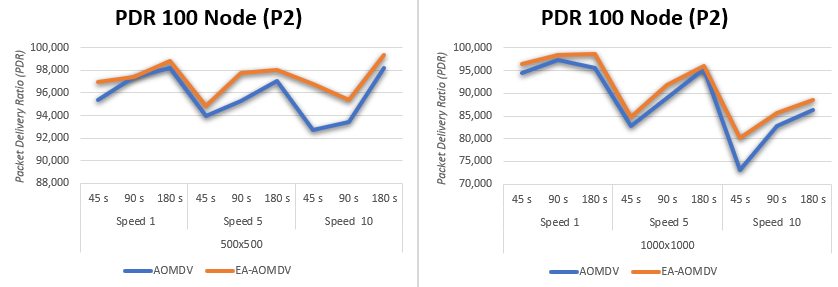 PDR 100 Node (P2)
Packet Delivery Ratio (PDR)
100,000
98,000
96,000
94,000
92,000
90,000
88,000
45 s 90 s 180 s 45 s 90 s 180 s 45 s 90 s 180 s
Speed 1 Speed 5 Speed 10
500x500
AOMDV EA-AOMDV
PDR 100 Node (P2)
Packet Delivery Ratio (PDR)
100,000
95,000
90,000
85,000
80,000
75,000
70,000
45 s 90 s 180 s 45 s 90 s 180 s 45 s 90 s 180 s
Speed 1 Speed 5 Speed 10
1000x1000
AOMDV EA-AOMDV